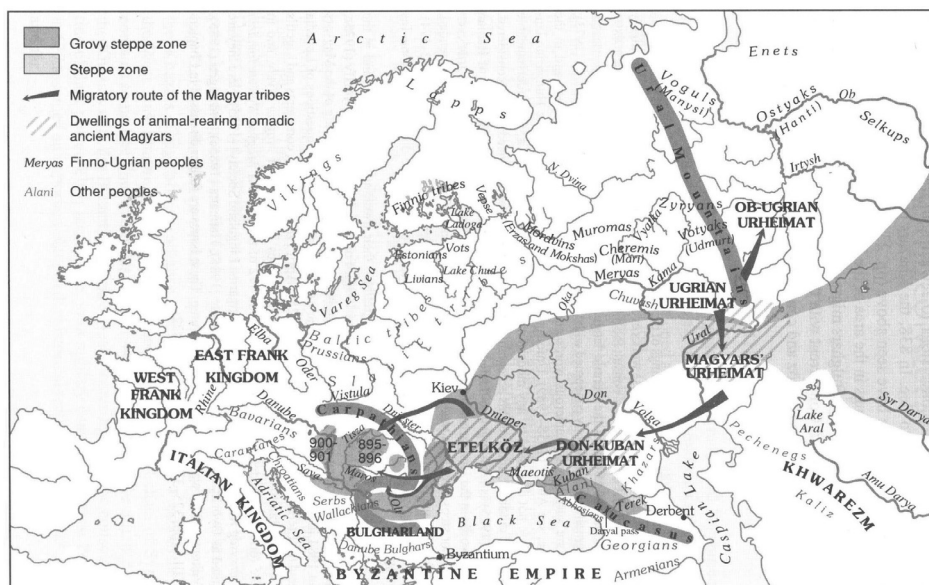 Grovy steppe zone
Steppe zone
Migratory route of the Magyar tribes
Dwellings of animal-rearing nomadic
ancient Magyars
Meryas Finno-Ugrian peoples
Alani Other peoples
Arctic Sea
Enets
Lapps
Voguls
(Manysi)
Ural Mountains
Ostyaks
(Hanti)
Ob
Selkups
Irtysh
Vikings
N. Dvina
Finnic tribes
Lake
Ladoga
Vepse
Zyryans
OB-UGRIAN
URHEIMAT
Muromas
Vyatka
Votyaks
(Udmurt)
Mordvins
(Erzas and Mokshas)
Cheremis
(Mari)
Estonians
Vots
Livians
Lake Chud
Meryas
Kama
UGRIAN
URHEIMAT
Vareg Sea
Chuvash
Oka
Ural
MAGYARS'
URHEIMAT
Baltic tribes
Prussians
Slavs
Elbe
Oder
EAST FRANK
KINGDOM
WEST
FRANK
KINGDOM
Rhine
Vistula
Kiev
Don
Volga
Lake
Aral
Syr Darya
Danube
Bavarians
Carpathians
Dniester
Dnieper
ETELKÖZ
DON-KUBAN
URHEIMAT
Pechenegs
Khazars
Carantanes
900-
901
Tisza
895-
896
Maros
Maeotis
Kuban
Alani
KHWAREZM
Kaliz
Amu Darya
ITALIAN KINGDOM
Croatians
Sava
Adriatic Sea
Serbs
Wallachians
Olt
Abhasians
Caucasus
Terek
Derbent
Caspian Lake
BULGHARLAND
Black Sea
Daryal pass
Georgians
Danube Bulghars
Byzantium
Armenians
BYZANTINE EMPIRE